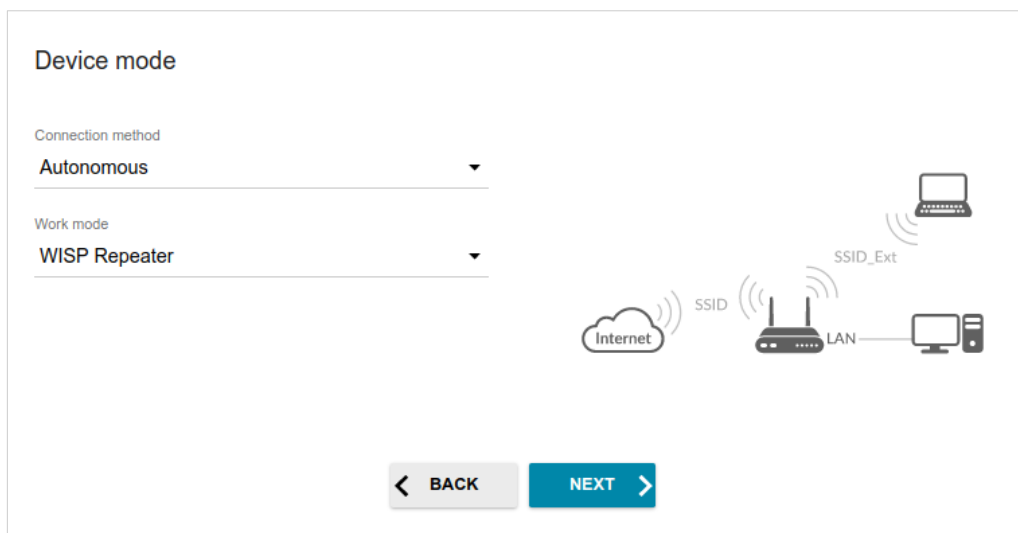 Device mode
Connection method
Autonomous
Work mode
WISP Repeater
SSID_Ext
SSID
Internet
LAN
BACK
NEXT